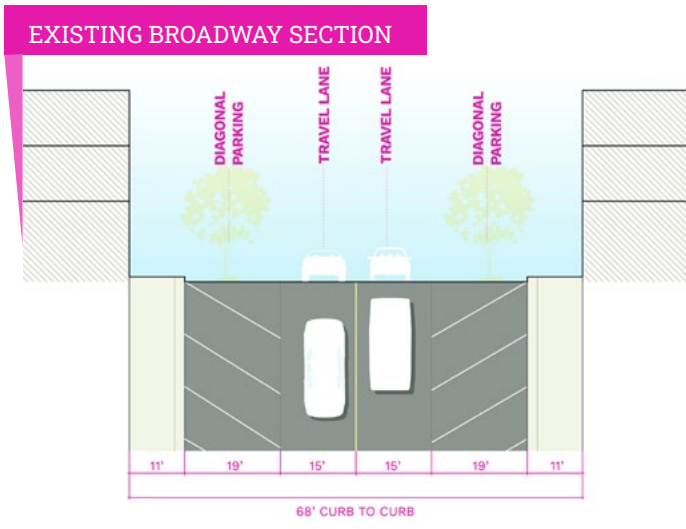 EXISTING BROADWAY SECTION
DIAGONAL
PARKING
TRAVEL LANE
TRAVEL LANE
DIAGONAL
PARKING
11' 19' 15' 15' 19' 11'
68' CURB TO CURB